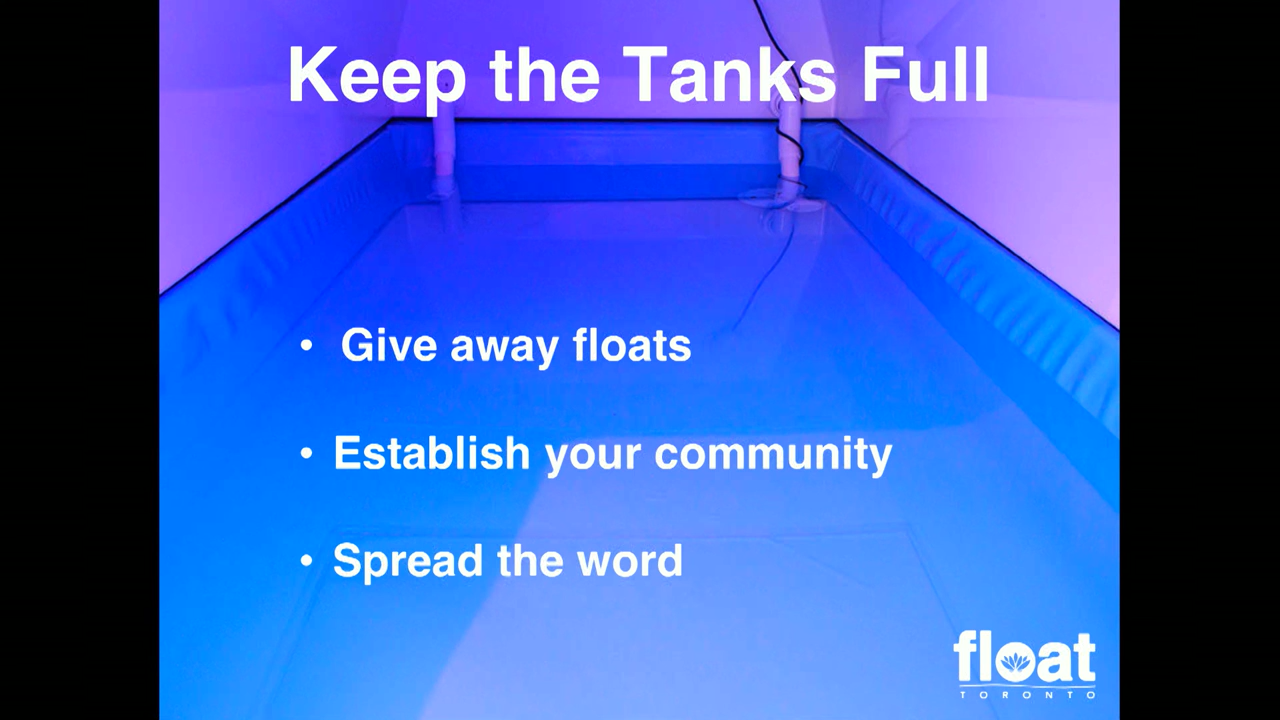 Keep the Tanks Full
• Give away floats
• Establish your community
• Spread the word
float
TORONTO